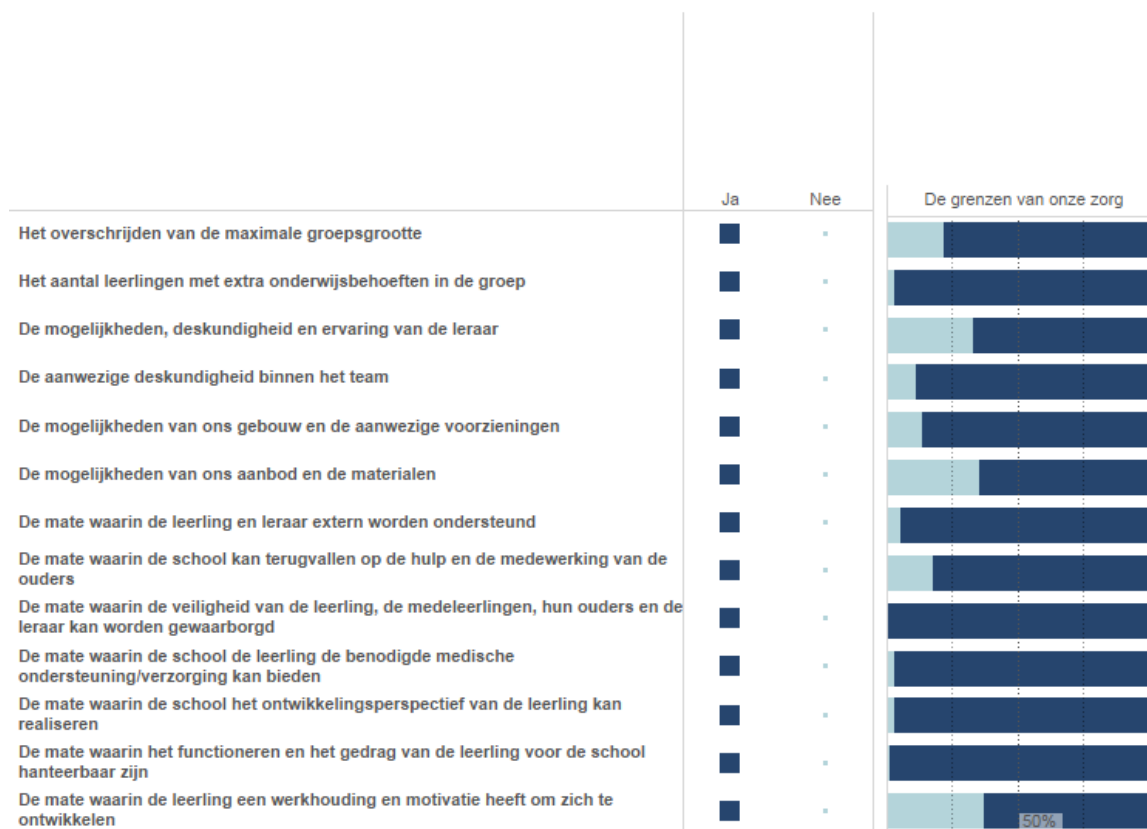 Ja Nee De grenzen van onze zorg
Het overschrijden van de maximale groepsgrootte
Het aantal leerlingen met extra onderwijsbehoeften in de groep
De mogelijkheden, deskundigheid en ervaring van de leraar
De aanwezige deskundigheid binnen het team
De mogelijkheden van ons gebouw en de aanwezige voorzieningen
De mogelijkheden van ons aanbod en de materialen
De mate waarin de leerling en leraar extern worden ondersteund
De mate waarin de school kan terugvallen op de hulp en de medewerking van de
ouders
De mate waarin de veiligheid van de leerling, de medeleerlingen, hun ouders en de
leraar kan worden gewaarborgd
De mate waarin de school de leerling de benodigde medische
ondersteuning/verzorging kan bieden
De mate waarin de school het ontwikkelingsperspectief van de leerling kan
realiseren
De mate waarin het functioneren en het gedrag van de leerling voor de school
hanteerbaar zijn
De mate waarin de leerling een werkhouding en motivatie heeft om zich te
ontwikkelen
50%